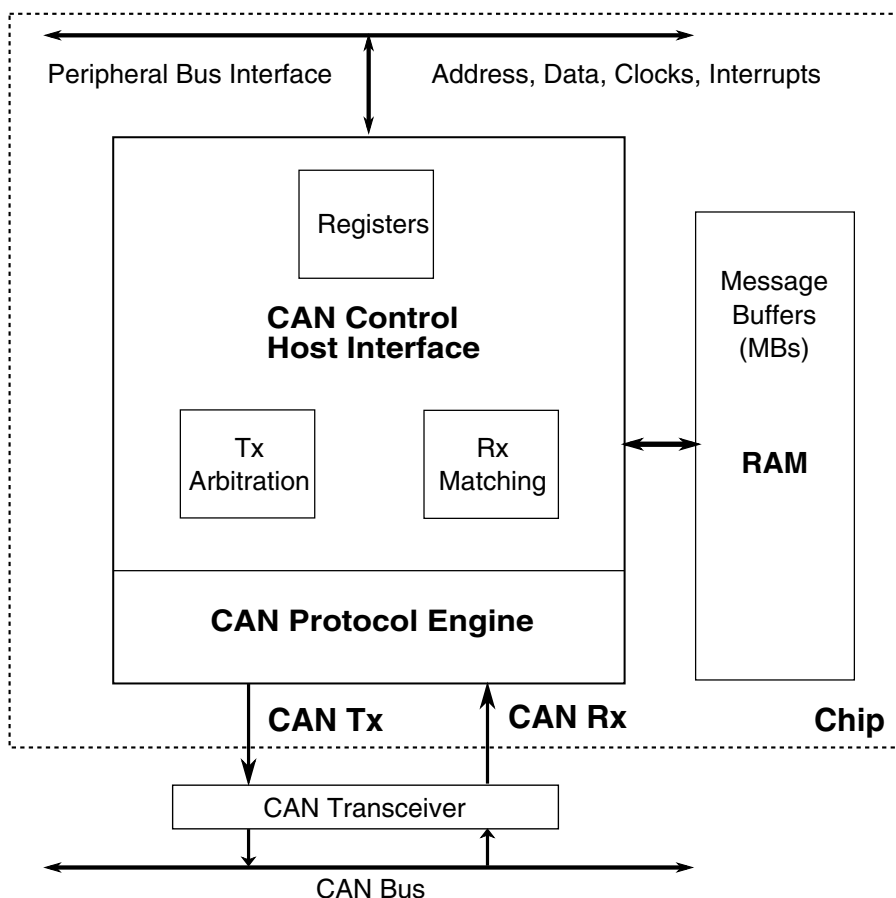 Peripheral Bus Interface
Address, Data, Clocks, Interrupts
Registers
CAN Control
Host Interface
Tx
Arbitration
Rx
Matching
Message
Buffers
(MBs)
RAM
CAN Protocol Engine
CAN Tx
CAN Rx
Chip
CAN Transceiver
CAN Bus